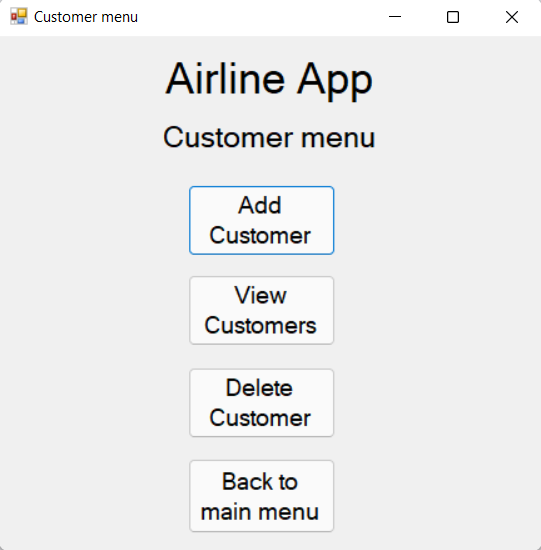 Customer menu
Airline App
Customer menu
Add
Customer
View
Customers
Delete
Customer
Back to
main menu